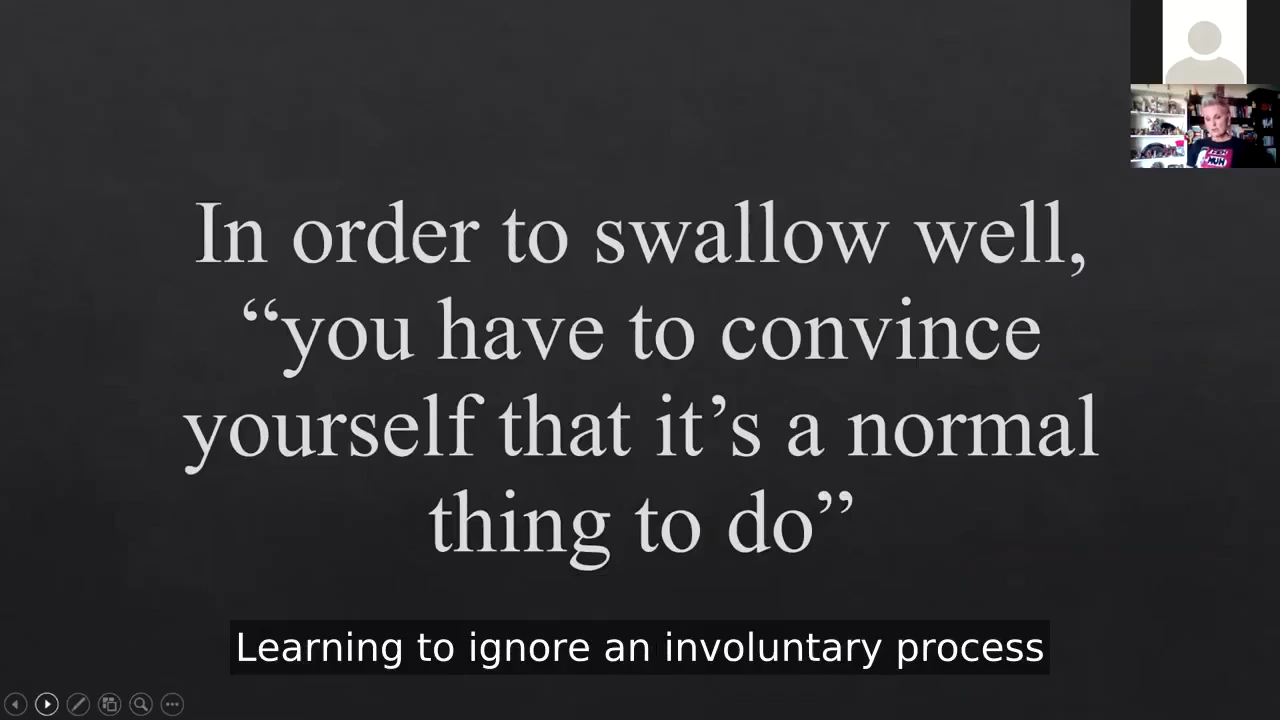 In order to swallow well,
“you have to convince
yourself that it’s a normal
thing to do”
Learning to ignore an involuntary process